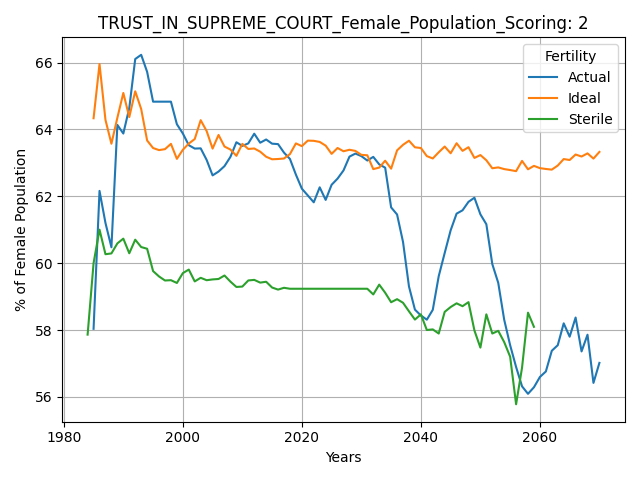 TRUST_IN_SUPREME_COURT_Female_Population_Scoring: 2
% of Female Population
66
64
62
60
58
56
Fertility
Actual
Ideal
Sterile
1980
2000
2020
2040
2060
Years